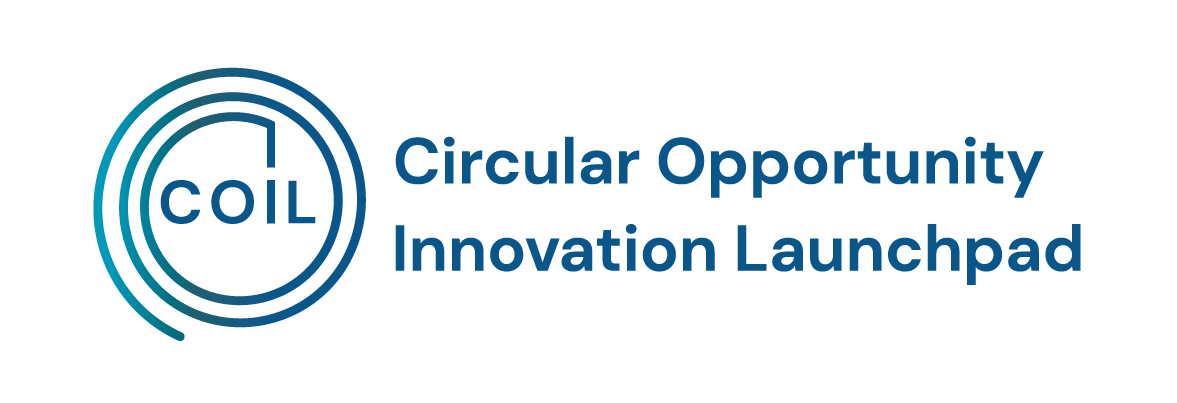 COIL
Circular Opportunity
Innovation Launchpad